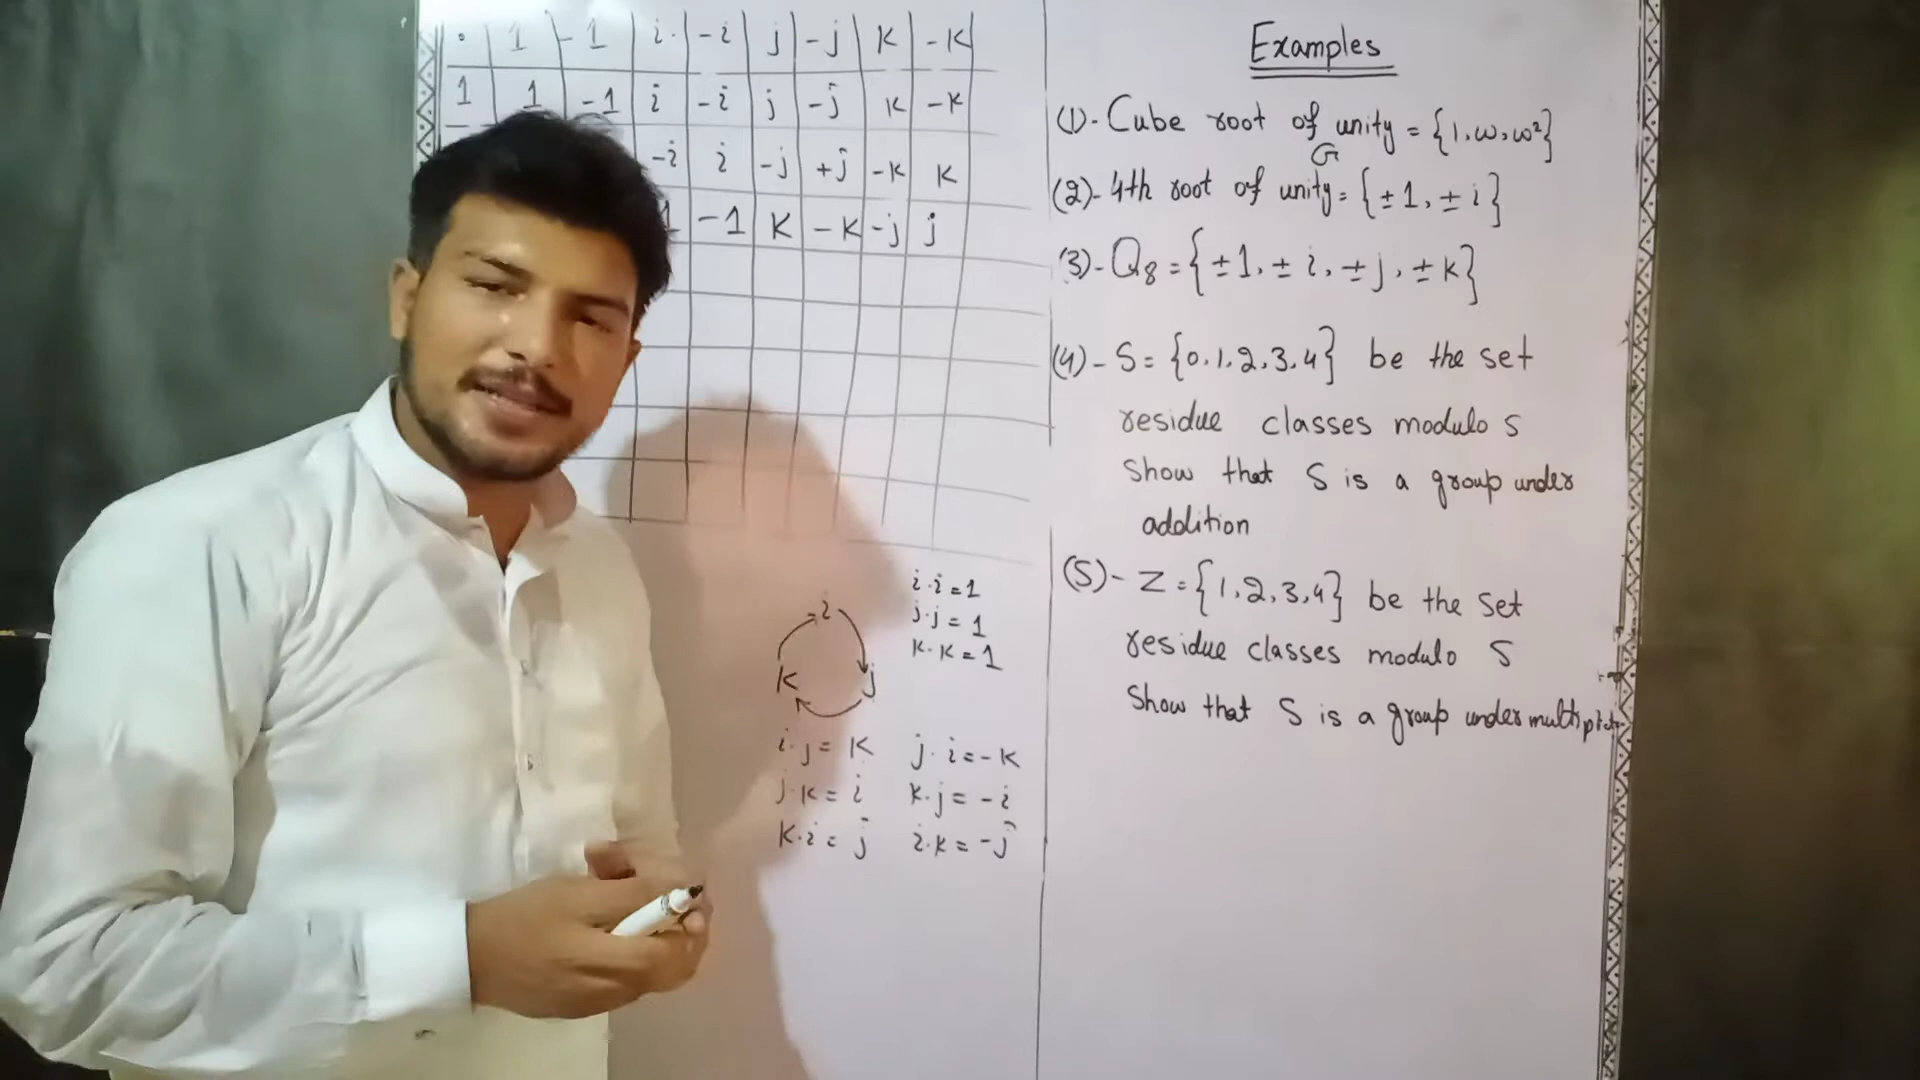 . 1 -1 i. -i j -j K -K
1 1 -1 i -i j -j K -K
-i i -j +j -K K
-1 K -K -j j
-i
K j
i.i=1
j.j=1
K.K=1
i.j=K j.i=-K
j.K=i K.j=-i
K.i=j i.K=-j
Examples
(1)-Cube root of unity={1,ω,ω²}
G
(2)-4th root of unity={±1,±i}
(3)-Q8={±1,±i,±j,±K}
(4)-S={0,1,2,3,4} be the set
residue classes modulo 5
Show that S is a group under
addition
(5)-Z={1,2,3,4} be the set
residue classes modulo 5
Show that S is a group under